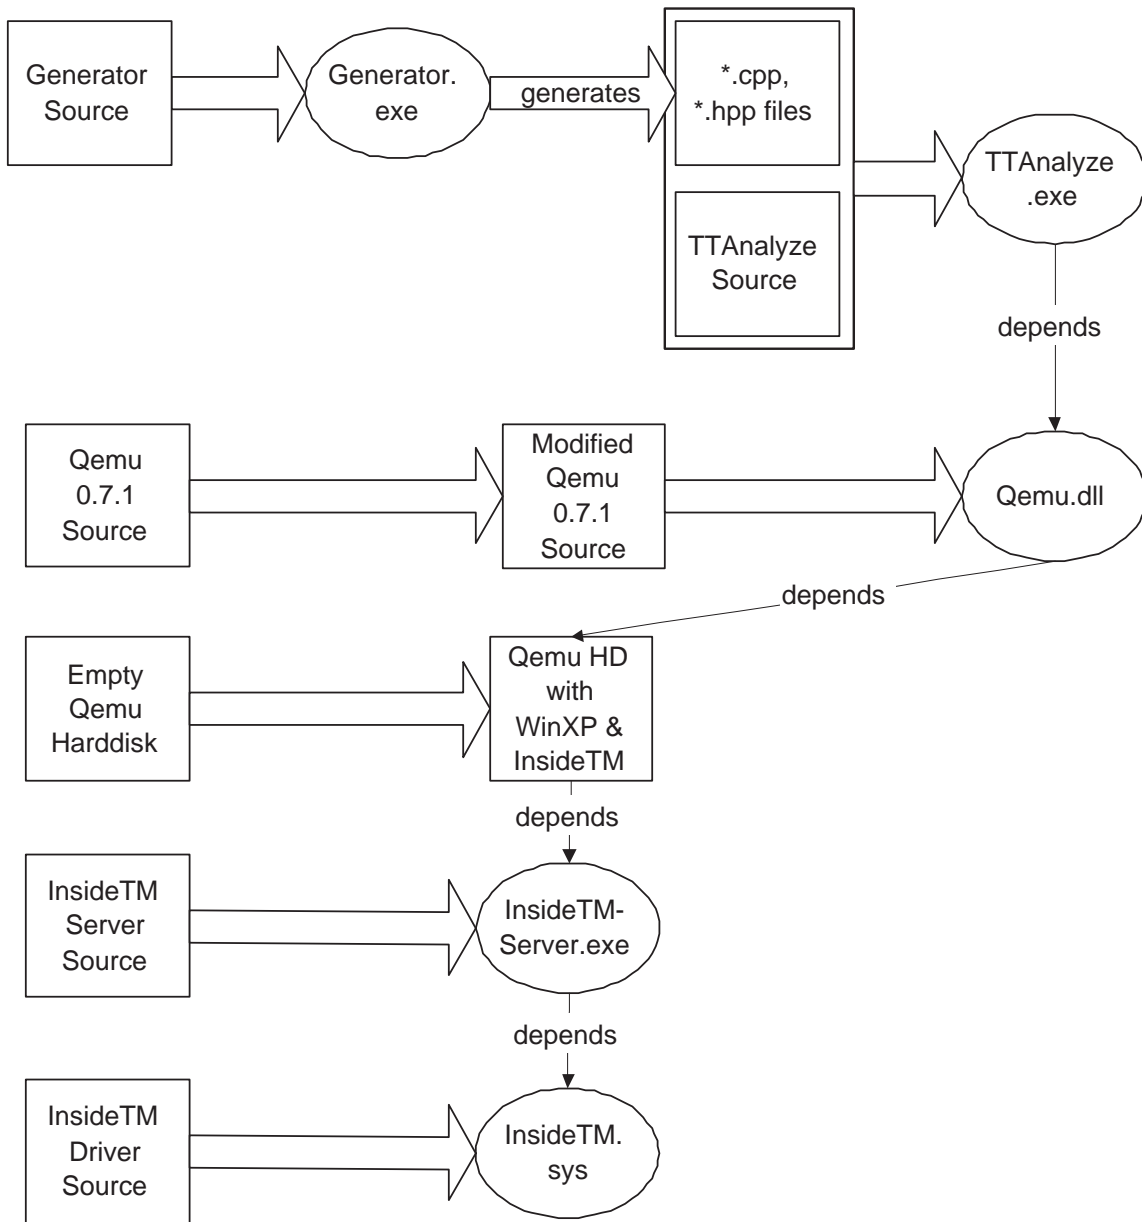 Generator
Source
Generator.
exe
generates
*.cpp,
*.hpp files
TTAnalyze
Source
TTAnalyze
.exe
depends
Qemu
0.7.1
Source
Modified
Qemu
0.7.1
Source
Qemu.dll
depends
Empty
Qemu
Harddisk
Qemu HD
with
WinXP &
InsideTM
depends
InsideTM
Server
Source
InsideTM-
Server.exe
depends
InsideTM
Driver
Source
InsideTM.
sys